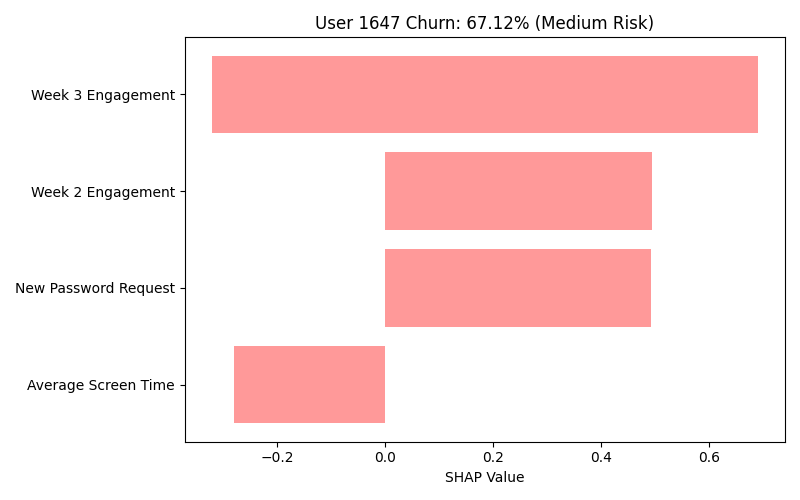 User 1647 Churn: 67.12% (Medium Risk)
Week 3 Engagement
Week 2 Engagement
New Password Request
Average Screen Time
−0.2 0.0 0.2 0.4 0.6
SHAP Value